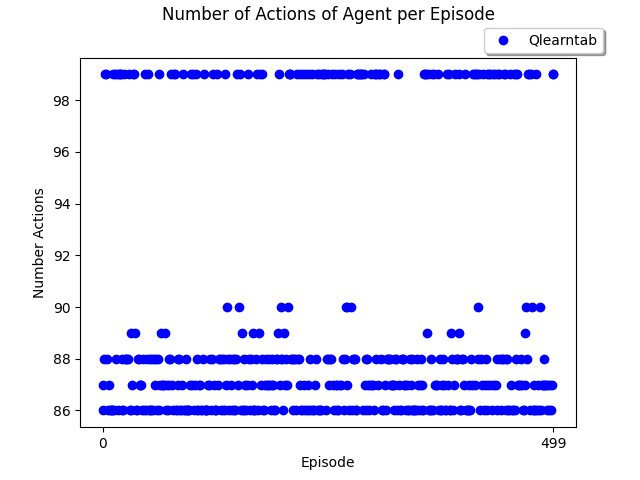 Number of Actions of Agent per Episode
Qlearntab
98
96
94
92
90
88
86
Number Actions
0
499
Episode